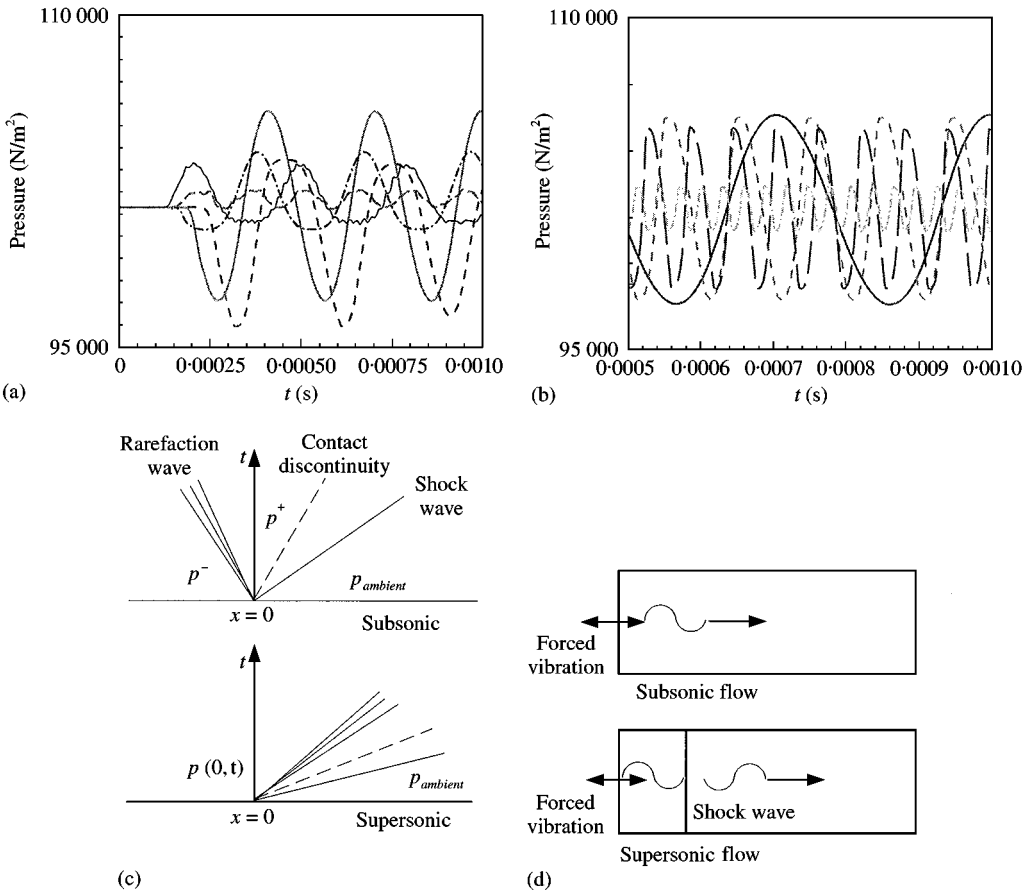 110 000
Pressure (N/m²)
95 000
0
0·00025
0·00050
0·00075
0·0010
t (s)
(a)
110 000
Pressure (N/m²)
95 000
0·0005
0·0006
0·0007
0·0008
0·0009
0·0010
t (s)
(b)
Rarefaction
wave
t
Contact
discontinuity
Shock
wave
p⁺
p⁻
p ambient
x = 0
Subsonic
t
p (0, t)
p ambient
x = 0
Supersonic
(c)
Forced
vibration
Subsonic flow
Forced
vibration
Shock wave
Supersonic flow
(d)